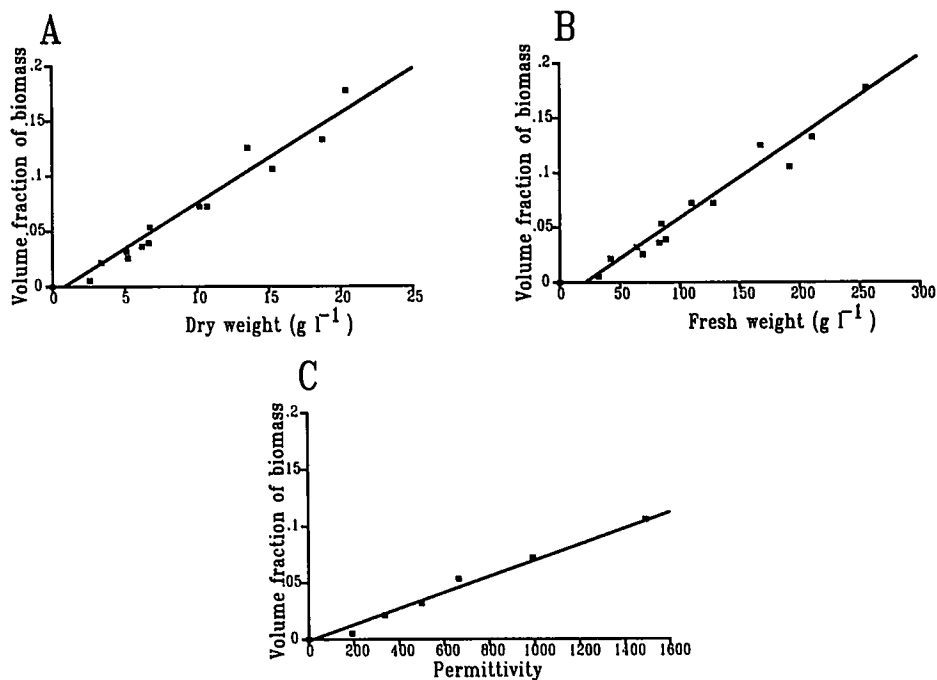 A
Volume fraction of biomass
.2
.15
.1
.05
0
0 5 10 15 20 25
Dry weight (g l⁻¹)
B
Volume fraction of biomass
.2
.15
.1
.05
0
0 50 100 150 200 250 300
Fresh weight (g l⁻¹)
C
Volume fraction of biomass
.2
.15
.1
.05
0
0 200 400 600 800 1000 1200 1400 1600
Permittivity